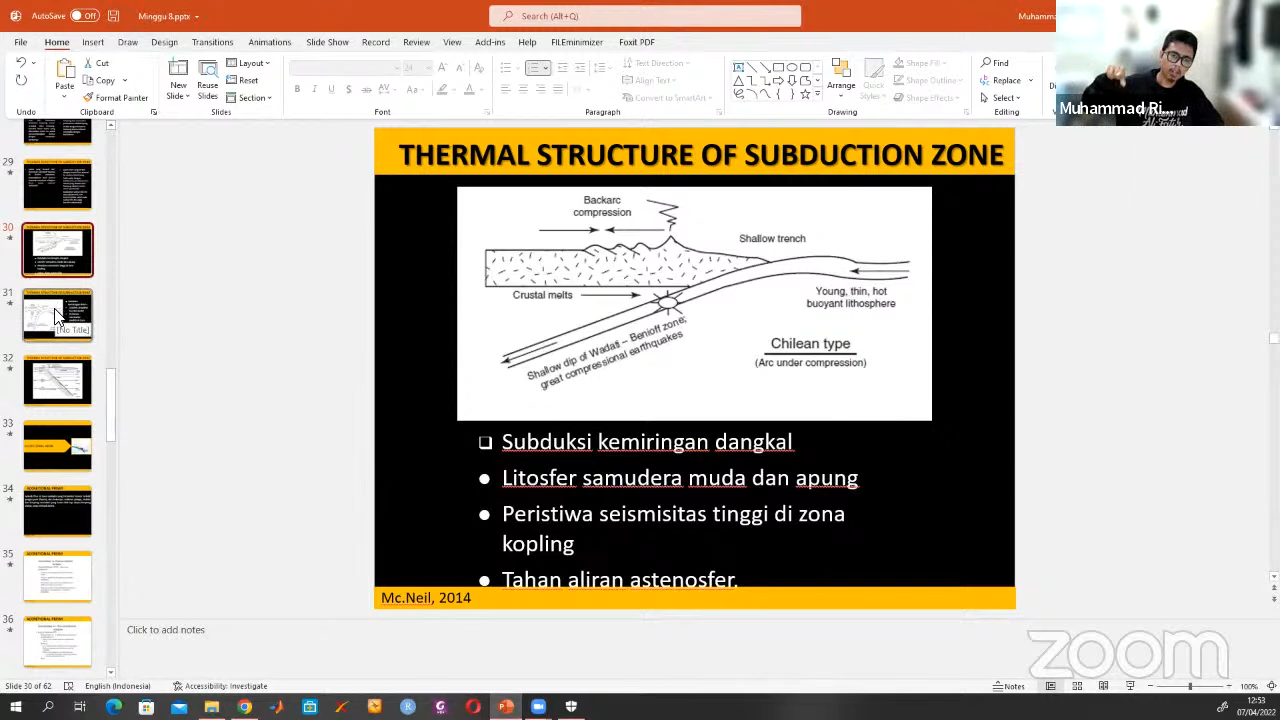 AutoSave
Off
Minggu 8.pptx
Search (Alt+Q)
Muhamma
File
Home
Insert
Draw
Design
Transitions
Animations
Slide Show
Record
Review
View
Add-ins
Help
ACROBAT
MathType
Mentimeter
Foxit PDF
Cut
Copy
Paste
Format Painter
New
Slide
Reuse
Slides
Layout
Reset
Section
24
Text Direction
Align Text
Convert to SmartArt
Arrange
Quick
Styles
Shape Fill
Shape Outline
Shape Effects
Find
Replace
Select
Undo
Clipboard
Slides
Font
Paragraph
Drawing
Muhammad Ri...
THERMAL STRUCTURE OF SUBDUCTION ZONE
Backarc
compression
Shallow trench
Crustal melts
Young, thin, hot
buoyant lithosphere
Shallow dip of Wadati – Benioff zone;
great compressional earthquakes
Chilean type
(Arc under compression)
❑ Subduksi kemiringan dangkal
Litosfer samudera muda dan apung
● Peristiwa seismisitas tinggi di zona
kopling
Tahan aliran astenosfer.
Mc.Neil, 2014
29
30
31
[No Title]
32
33
34
35
36
Click to add notes
zoom
Slide 30 of 62
English (Indonesia)
Accessibility: Investigate
Notes
100%
12:53
07/04/2022